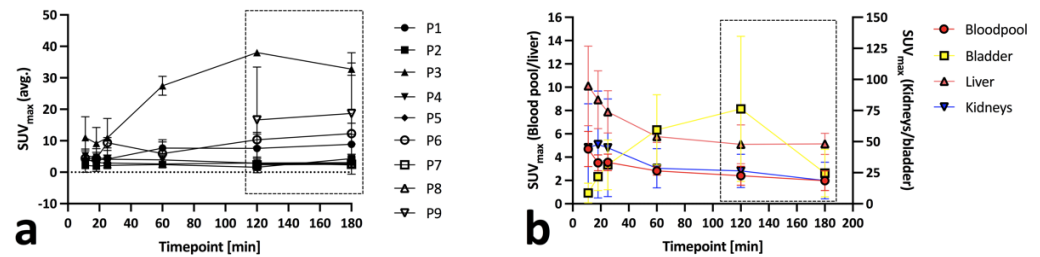 50
40
30
20
10
0
-10
SUVmax (avg.)
0 20 40 60 80 100 120 140 160 180
Timepoint [min]
P1
P2
P3
P4
P5
P6
P7
P8
P9
a
16
14
12
10
8
6
4
2
0
SUVmax (Blood pool/liver)
0 20 40 60 80 100 120 140 160 180 200
Timepoint [min]
150
125
100
75
50
25
0
SUVmax (Kidneys/bladder)
Bloodpool
Bladder
Liver
Kidneys
b